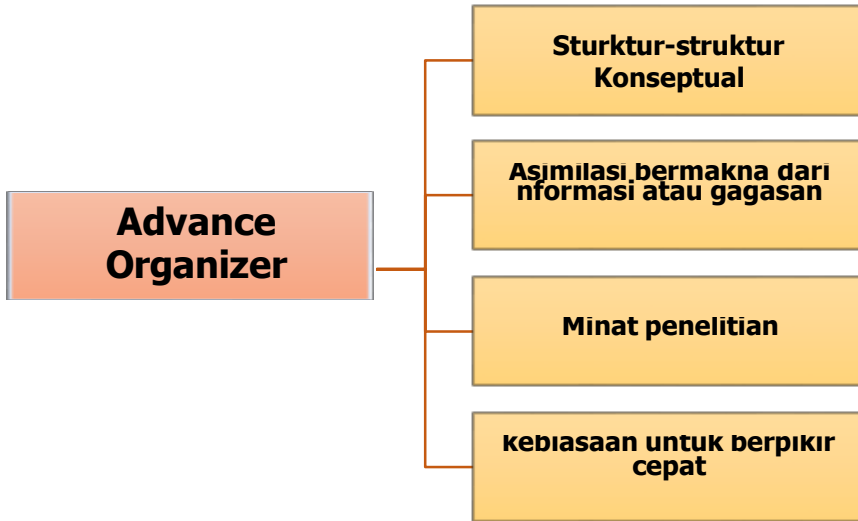 Sturktur-struktur
Konseptual
Asimilasi bermakna dari
nformasi atau gagasan
Advance
Organizer
Minat penelitian
kebiasaan untuk berpikir
cepat